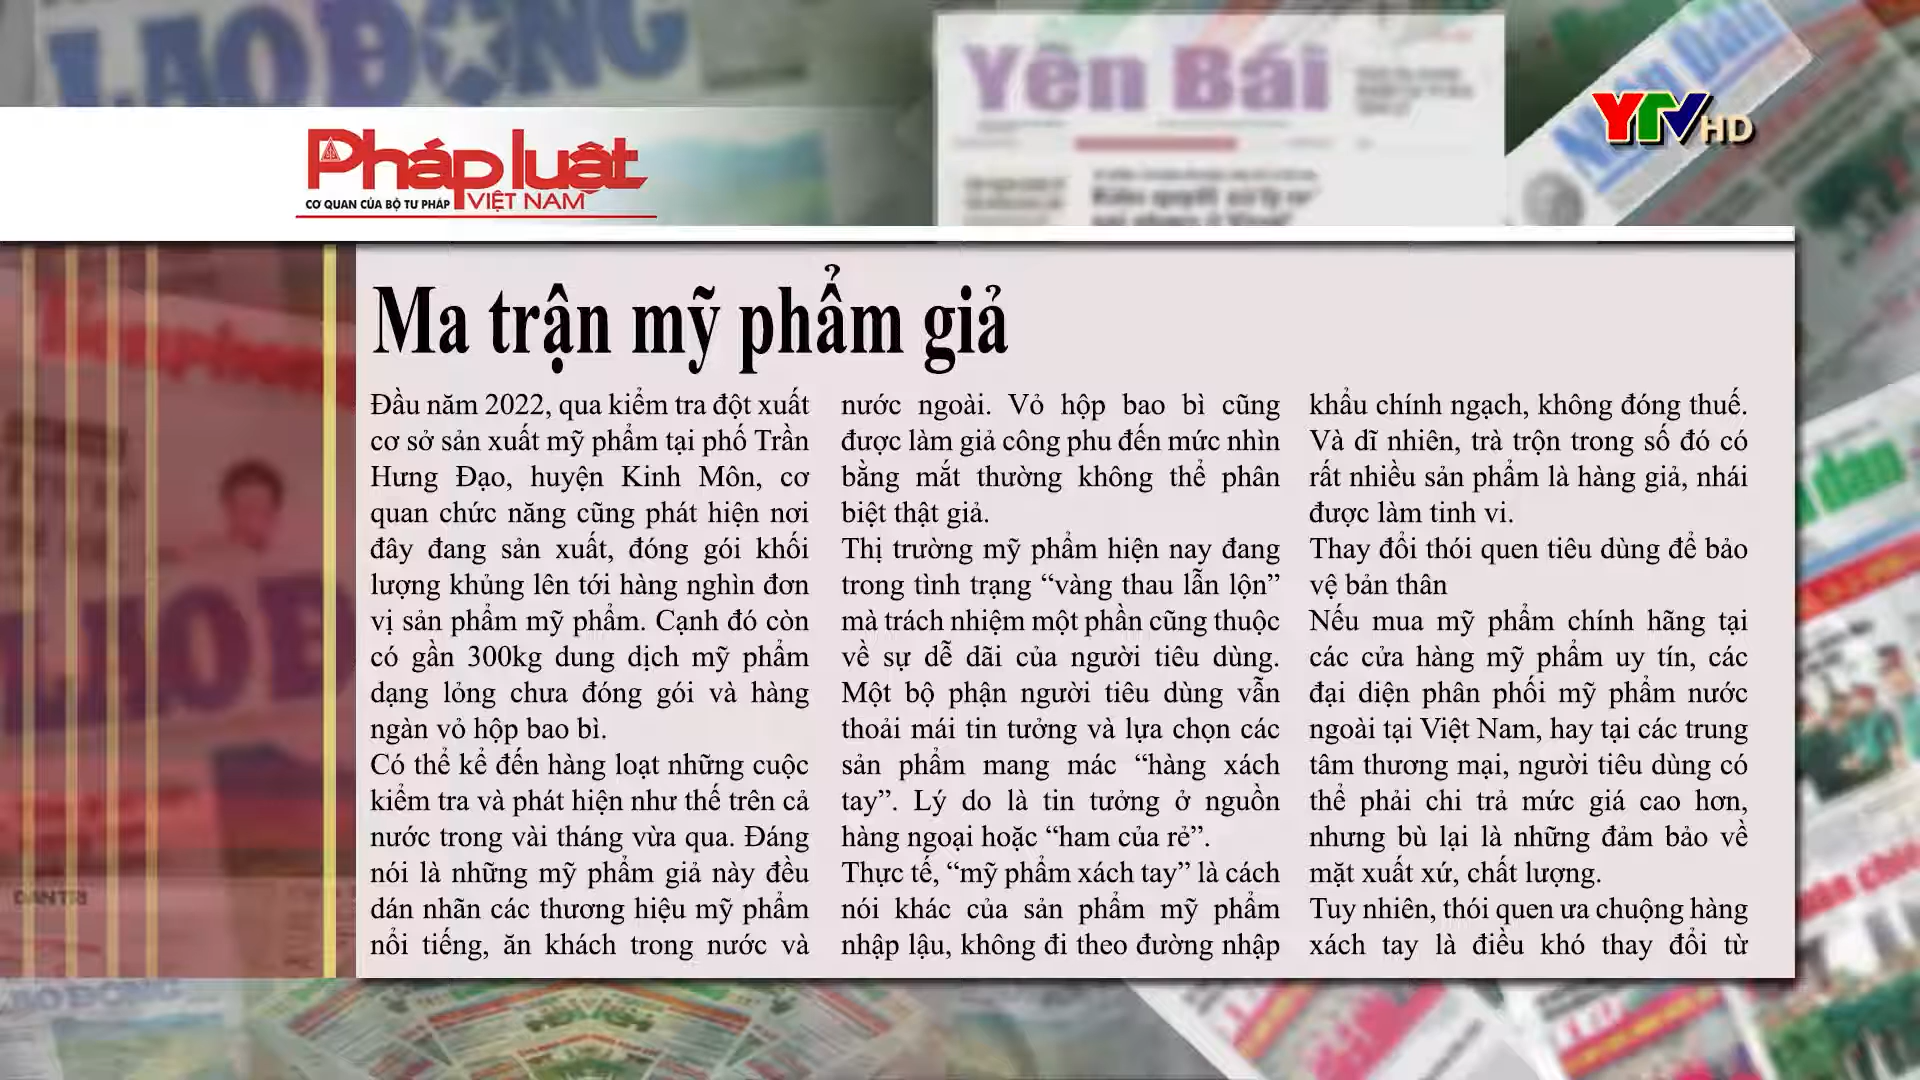 LAO ĐỘNG
Yên Bái
Nhân Dân
YTV HD
Pháp luật
CƠ QUAN CỦA BỘ TƯ PHÁP VIỆT NAM
Ma trận mỹ phẩm giả
Đầu năm 2022, qua kiểm tra đột xuất
cơ sở sản xuất mỹ phẩm tại phố Trần
Hưng Đạo, huyện Kinh Môn, cơ
quan chức năng cũng phát hiện nơi
đây đang sản xuất, đóng gói khối
lượng khủng lên tới hàng nghìn đơn
vị sản phẩm mỹ phẩm. Cạnh đó còn
có gần 300kg dung dịch mỹ phẩm
dạng lỏng chưa đóng gói và hàng
ngàn vỏ hộp bao bì.
Có thể kể đến hàng loạt những cuộc
kiểm tra và phát hiện như thế trên cả
nước trong vài tháng vừa qua. Đáng
nói là những mỹ phẩm giả này đều
dán nhãn các thương hiệu mỹ phẩm
nổi tiếng, ăn khách trong nước và
nước ngoài. Vỏ hộp bao bì cũng
được làm giả công phu đến mức nhìn
bằng mắt thường không thể phân
biệt thật giả.
Thị trường mỹ phẩm hiện nay đang
trong tình trạng “vàng thau lẫn lộn”
mà trách nhiệm một phần cũng thuộc
về sự dễ dãi của người tiêu dùng.
Một bộ phận người tiêu dùng vẫn
thoải mái tin tưởng và lựa chọn các
sản phẩm mang mác “hàng xách
tay”. Lý do là tin tưởng ở nguồn
hàng ngoại hoặc “ham của rẻ”.
Thực tế, “mỹ phẩm xách tay” là cách
nói khác của sản phẩm mỹ phẩm
nhập lậu, không đi theo đường nhập
khẩu chính ngạch, không đóng thuế.
Và dĩ nhiên, trà trộn trong số đó có
rất nhiều sản phẩm là hàng giả, nhái
được làm tinh vi.
Thay đổi thói quen tiêu dùng để bảo
vệ bản thân
Nếu mua mỹ phẩm chính hãng tại
các cửa hàng mỹ phẩm uy tín, các
đại diện phân phối mỹ phẩm nước
ngoài tại Việt Nam, hay tại các trung
tâm thương mại, người tiêu dùng có
thể phải chi trả mức giá cao hơn,
nhưng bù lại là những đảm bảo về
mặt xuất xứ, chất lượng.
Tuy nhiên, thói quen ưa chuộng hàng
xách tay là điều khó thay đổi từ
LAO ĐỘNG
DANTRI
LAO ĐỘNG